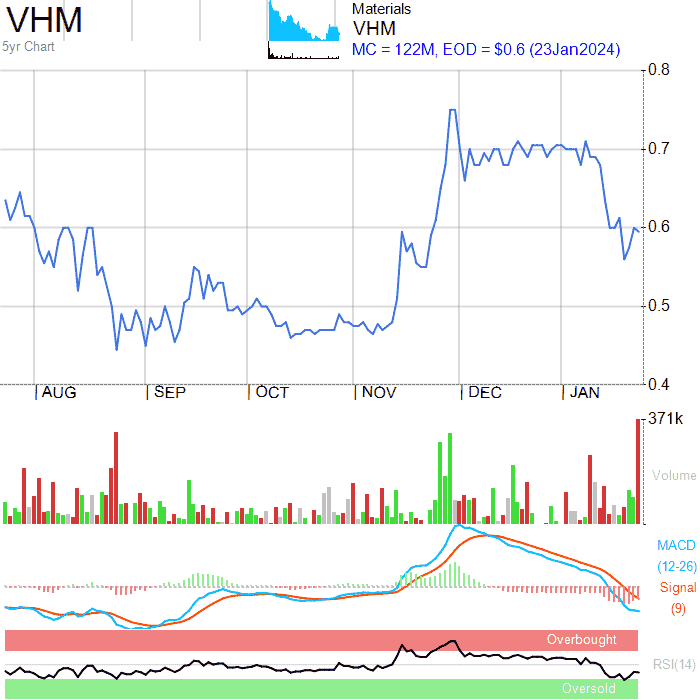 VHM
5yr Chart
Materials
VHM
MC = 122M, EOD = $0.6 (23Jan2024)
0.8
0.7
0.6
0.5
0.4
AUG SEP OCT NOV DEC JAN
371k
Volume
MACD
(12-26)
Signal
(9)
Overbought
RSI(14)
Oversold